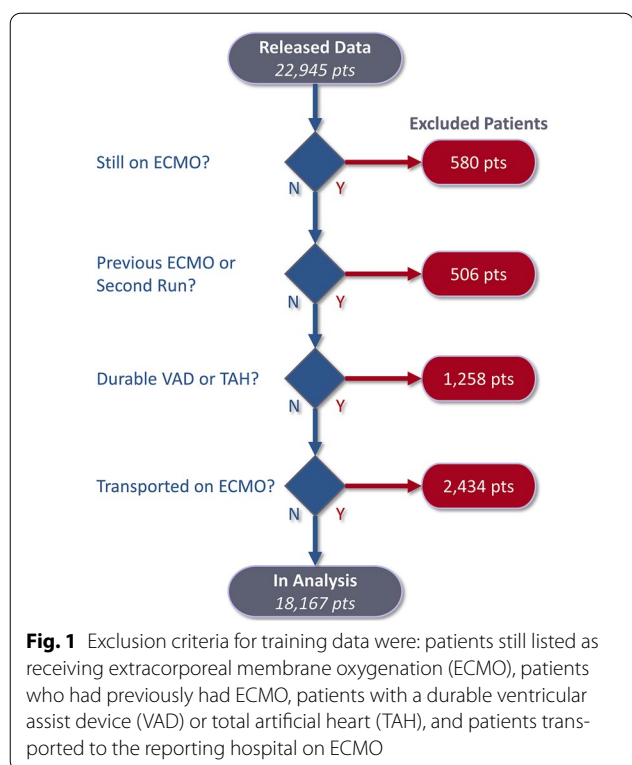 Released Data
22,945 pts
Excluded Patients
Still on ECMO?
580 pts
N Y
Previous ECMO or
Second Run?
506 pts
N Y
Durable VAD or TAH?
1,258 pts
N Y
Transported on ECMO?
2,434 pts
N Y
In Analysis
18,167 pts
Fig. 1 Exclusion criteria for training data were: patients still listed as
receiving extracorporeal membrane oxygenation (ECMO), patients
who had previously had ECMO, patients with a durable ventricular
assist device (VAD) or total artificial heart (TAH), and patients trans-
ported to the reporting hospital on ECMO